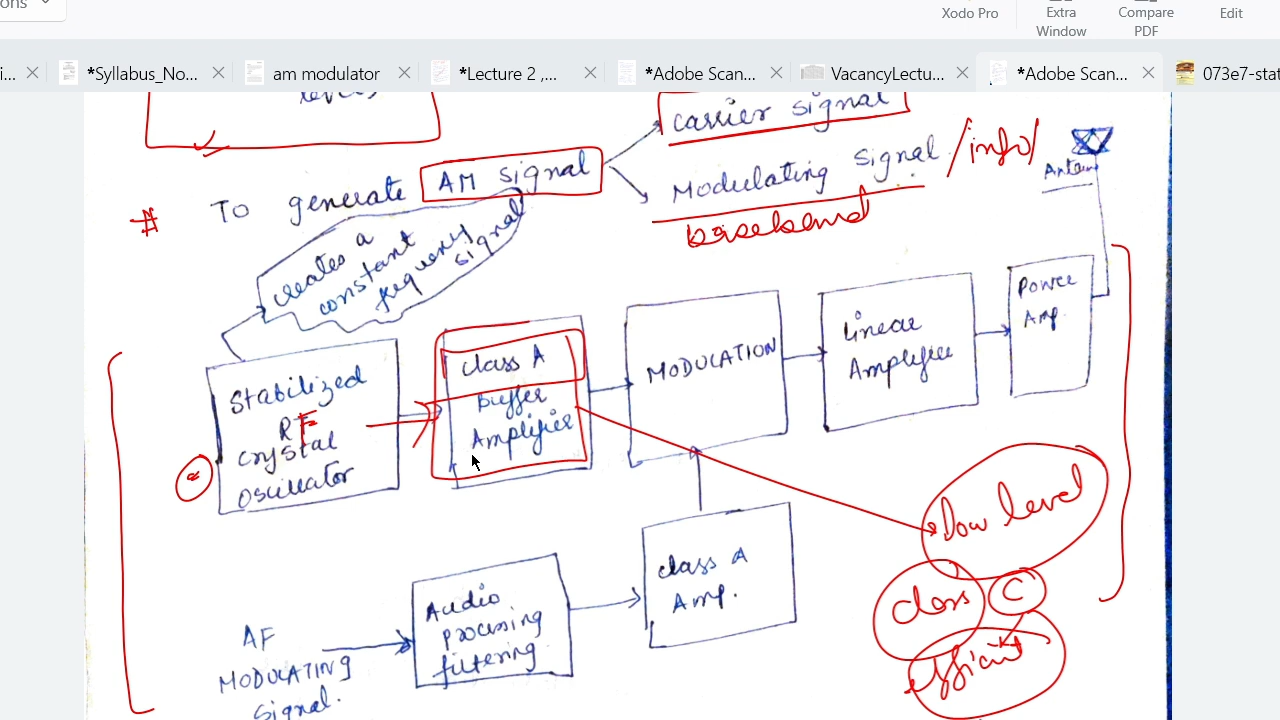 ons
Xodo Pro
Extra
Window
Compare
PDF
Edit
i...
*Syllabus_No...
am modulator
*Lecture 2 ,...
*Adobe Scan...
VacancyLectu...
*Adobe Scan...
073e7-stat
carrier signal
# To generate AM signal
Modulating signal /info/
baseband
creates a
constant
frequency
signal
Stabilized
RF
crystal
oscillator
class A
Buffer
Amplifier
MODULATION
Linear
Amplifier
Power
Amp.
low level
class C
efficient
class A
Amp.
Audio
processing
filtering
AF
MODULATING
signal.